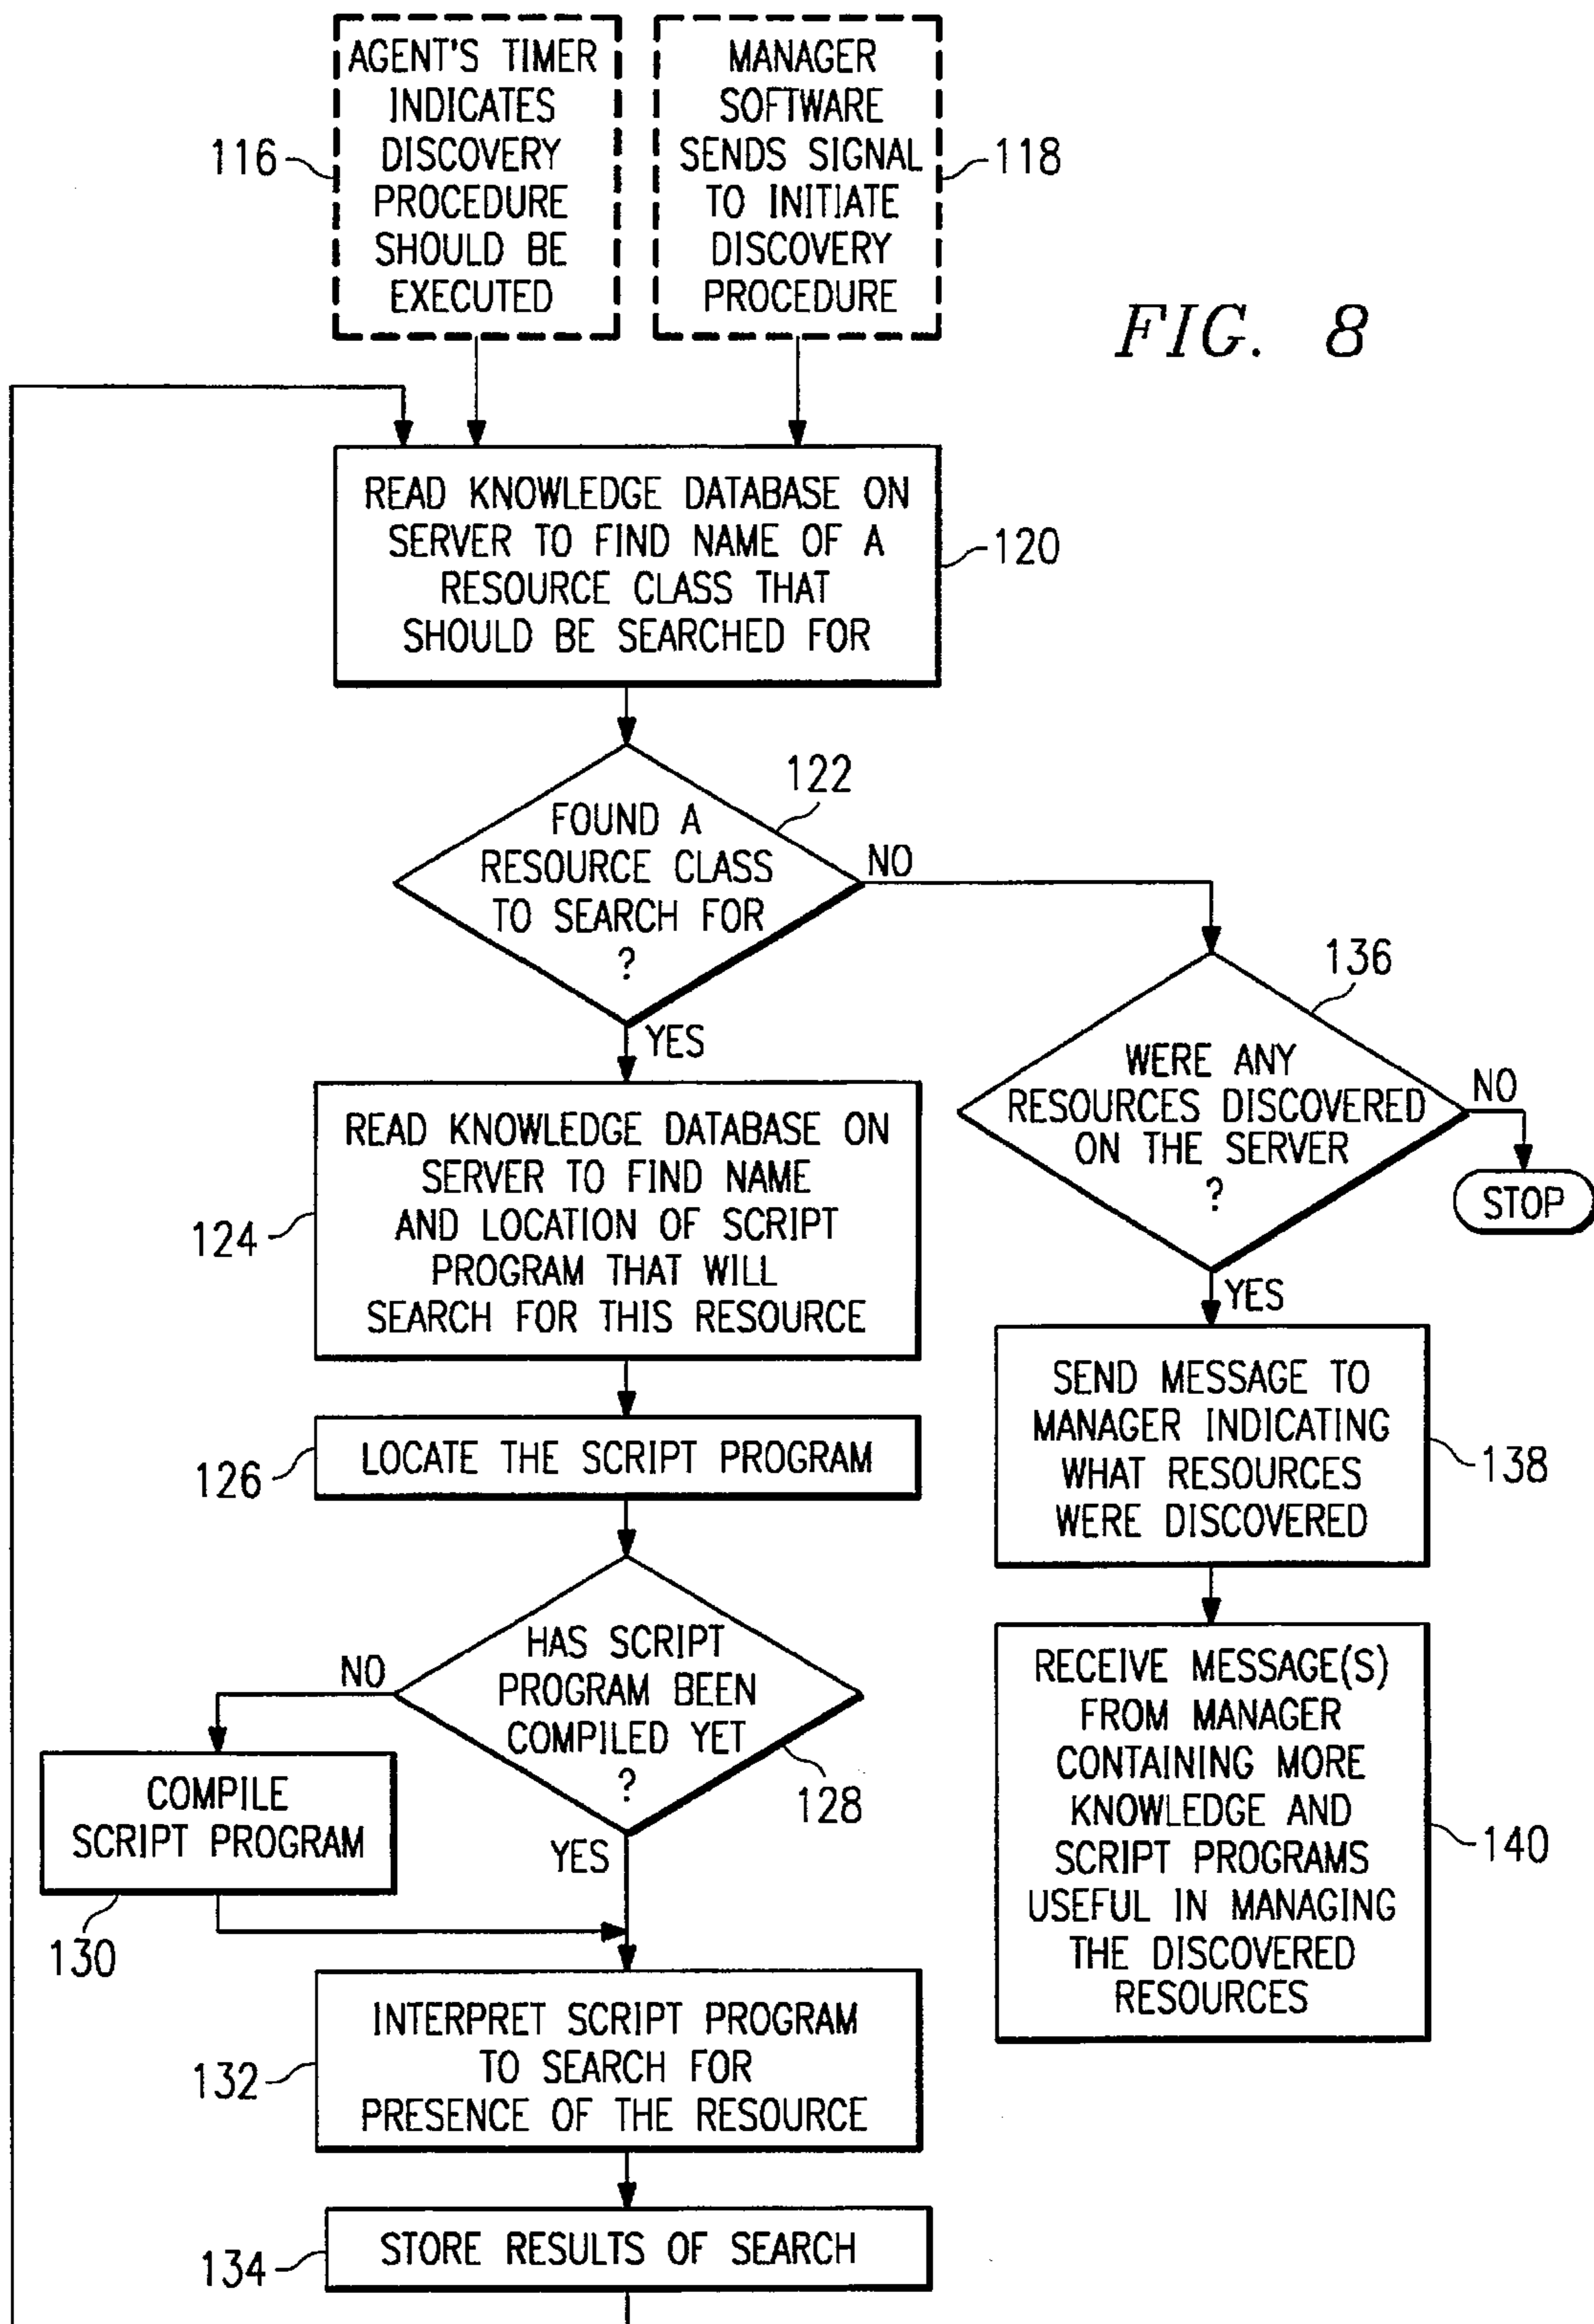 AGENT'S TIMER
INDICATES
DISCOVERY
PROCEDURE
SHOULD BE
EXECUTED
116
MANAGER
SOFTWARE
SENDS SIGNAL
TO INITIATE
DISCOVERY
PROCEDURE
118
FIG. 8
READ KNOWLEDGE DATABASE ON
SERVER TO FIND NAME OF A
RESOURCE CLASS THAT
SHOULD BE SEARCHED FOR
120
122
FOUND A
RESOURCE CLASS
TO SEARCH FOR
?
NO
YES
136
WERE ANY
RESOURCES DISCOVERED
ON THE SERVER
?
NO
STOP
YES
READ KNOWLEDGE DATABASE ON
SERVER TO FIND NAME
AND LOCATION OF SCRIPT
PROGRAM THAT WILL
SEARCH FOR THIS RESOURCE
124
LOCATE THE SCRIPT PROGRAM
126
SEND MESSAGE TO
MANAGER INDICATING
WHAT RESOURCES
WERE DISCOVERED
138
HAS SCRIPT
PROGRAM BEEN
COMPILED YET
?
128
NO
YES
COMPILE
SCRIPT PROGRAM
130
RECEIVE MESSAGE(S)
FROM MANAGER
CONTAINING MORE
KNOWLEDGE AND
SCRIPT PROGRAMS
USEFUL IN MANAGING
THE DISCOVERED
RESOURCES
140
INTERPRET SCRIPT PROGRAM
TO SEARCH FOR
PRESENCE OF THE RESOURCE
132
STORE RESULTS OF SEARCH
134